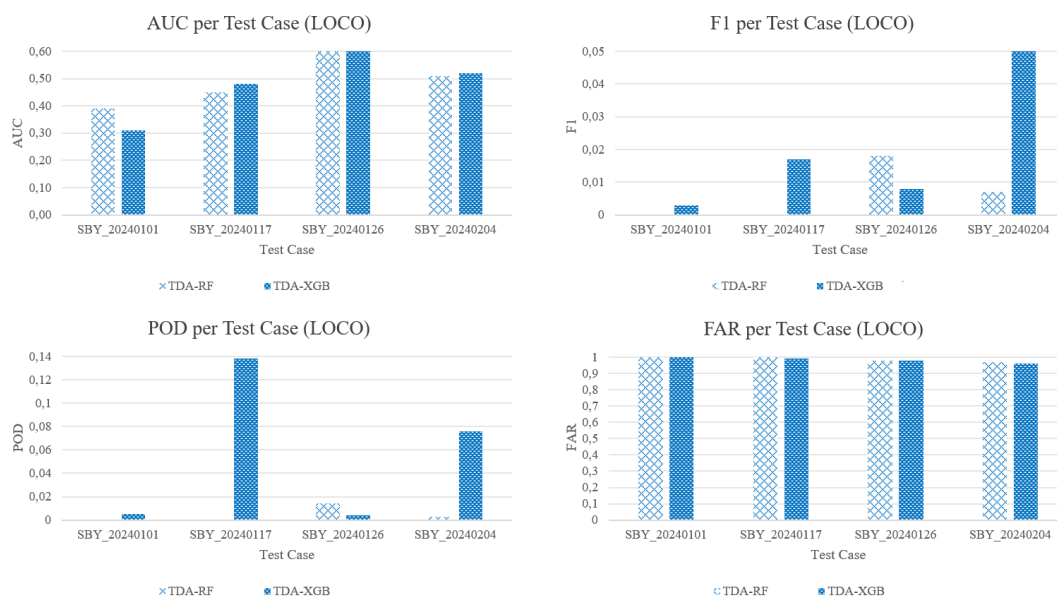 AUC per Test Case (LOCO)
0,60
0,50
0,40
0,30
0,20
0,10
0,00
AUC
SBY_20240101 SBY_20240117 SBY_20240126 SBY_20240204
Test Case
TDA-RF TDA-XGB
F1 per Test Case (LOCO)
0,05
0,04
0,03
0,02
0,01
0
F1
SBY_20240101 SBY_20240117 SBY_20240126 SBY_20240204
Test Case
TDA-RF TDA-XGB
POD per Test Case (LOCO)
0,14
0,12
0,1
0,08
0,06
0,04
0,02
0
POD
SBY_20240101 SBY_20240117 SBY_20240126 SBY_20240204
Test Case
TDA-RF TDA-XGB
FAR per Test Case (LOCO)
1
0,9
0,8
0,7
0,6
0,5
0,4
0,3
0,2
0,1
0
FAR
SBY_20240101 SBY_20240117 SBY_20240126 SBY_20240204
Test Case
TDA-RF TDA-XGB